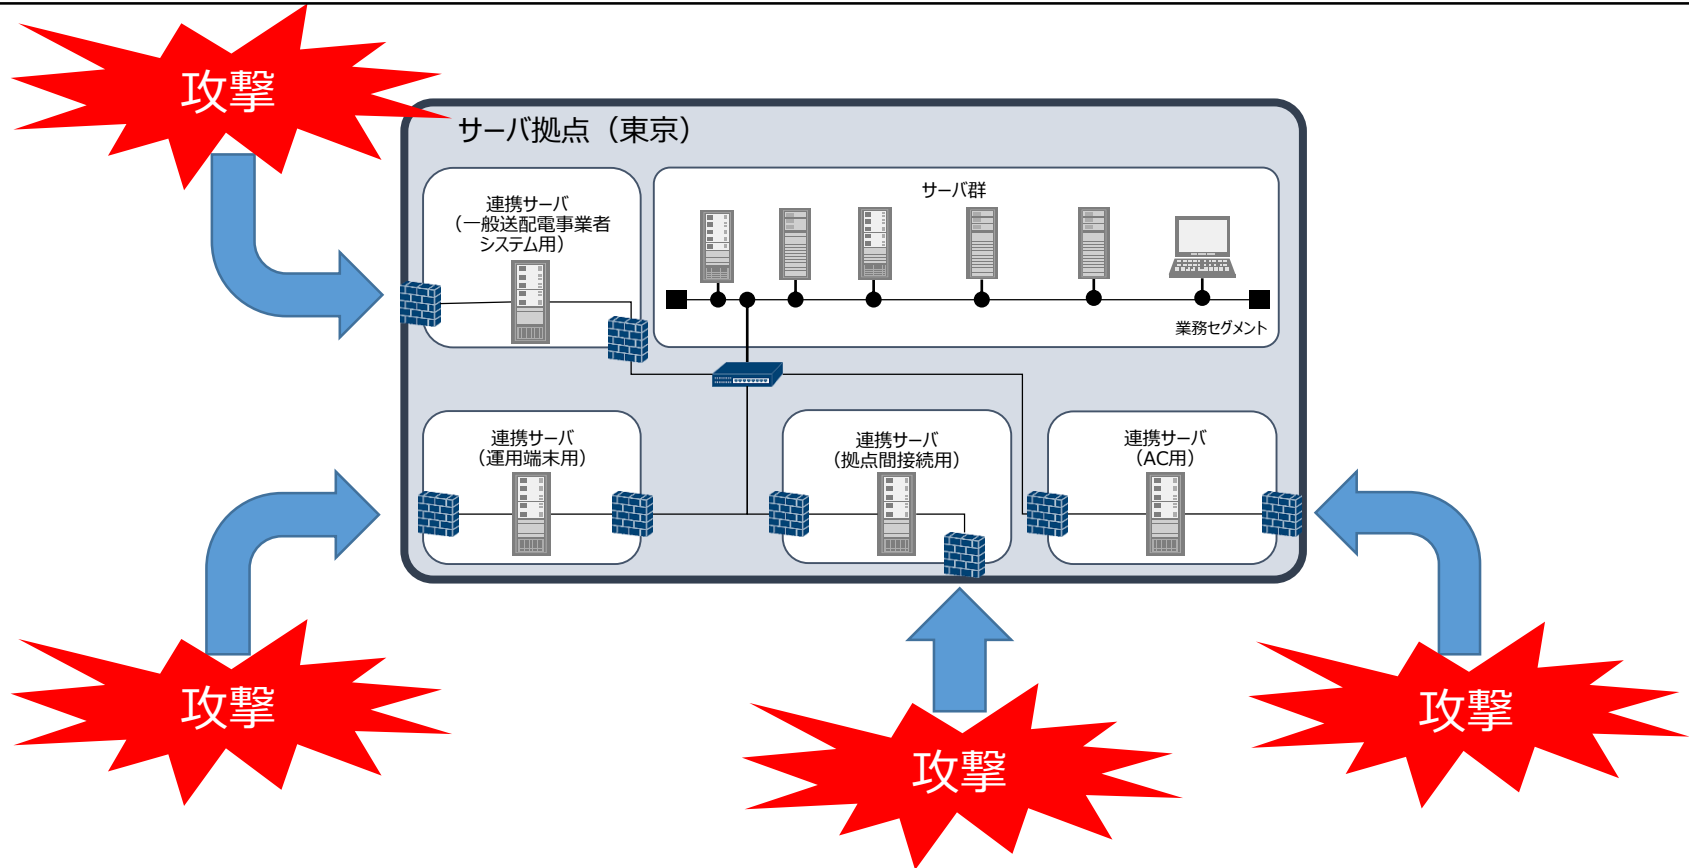 攻撃
サーバ拠点（東京）
連携サーバ
（一般送配電事業者
システム用）
サーバ群
業務セグメント
連携サーバ
（運用端末用）
連携サーバ
（拠点間接続用）
連携サーバ
（AC用）
攻撃
攻撃
攻撃